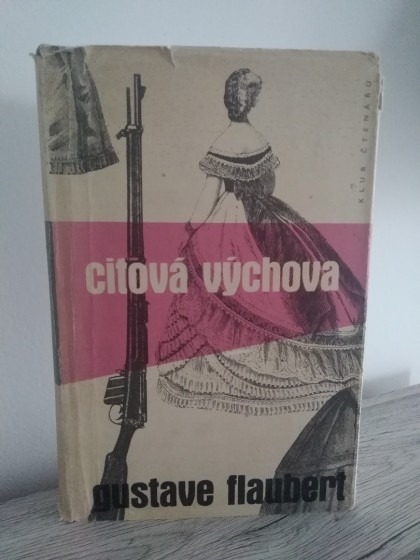 KLUB ČTENÁŘŮ
citová výchova
gustave flaubert